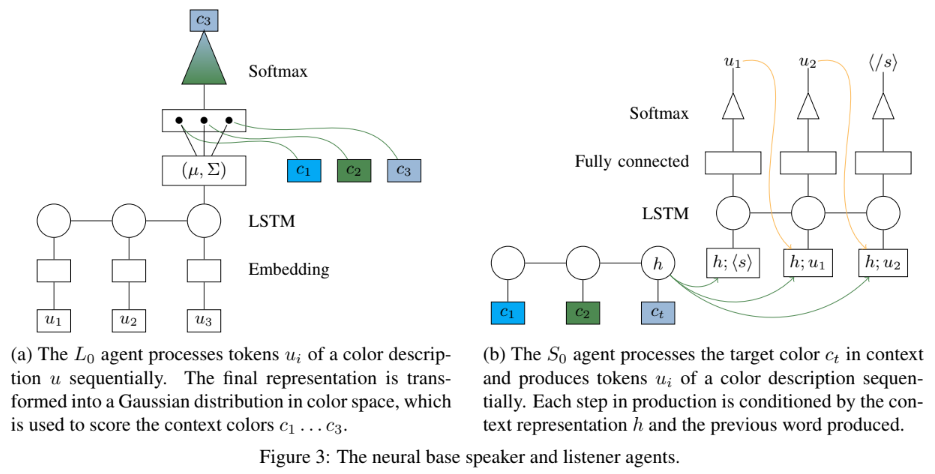 c₃
Softmax
(μ, Σ)
c₁ c₂ c₃
LSTM
Embedding
u₁ u₂ u₃
(a) The L₀ agent processes tokens uᵢ of a color descrip-
tion u sequentially. The final representation is trans-
formed into a Gaussian distribution in color space, which
is used to score the context colors c₁ … c₃.
u₁ u₂ ⟨/s⟩
Softmax
Fully connected
LSTM
h h; ⟨s⟩ h; u₁ h; u₂
c₁ c₂ cₜ
(b) The S₀ agent processes the target color cₜ in context
and produces tokens uᵢ of a color description sequen-
tially. Each step in production is conditioned by the con-
text representation h and the previous word produced.
Figure 3: The neural base speaker and listener agents.